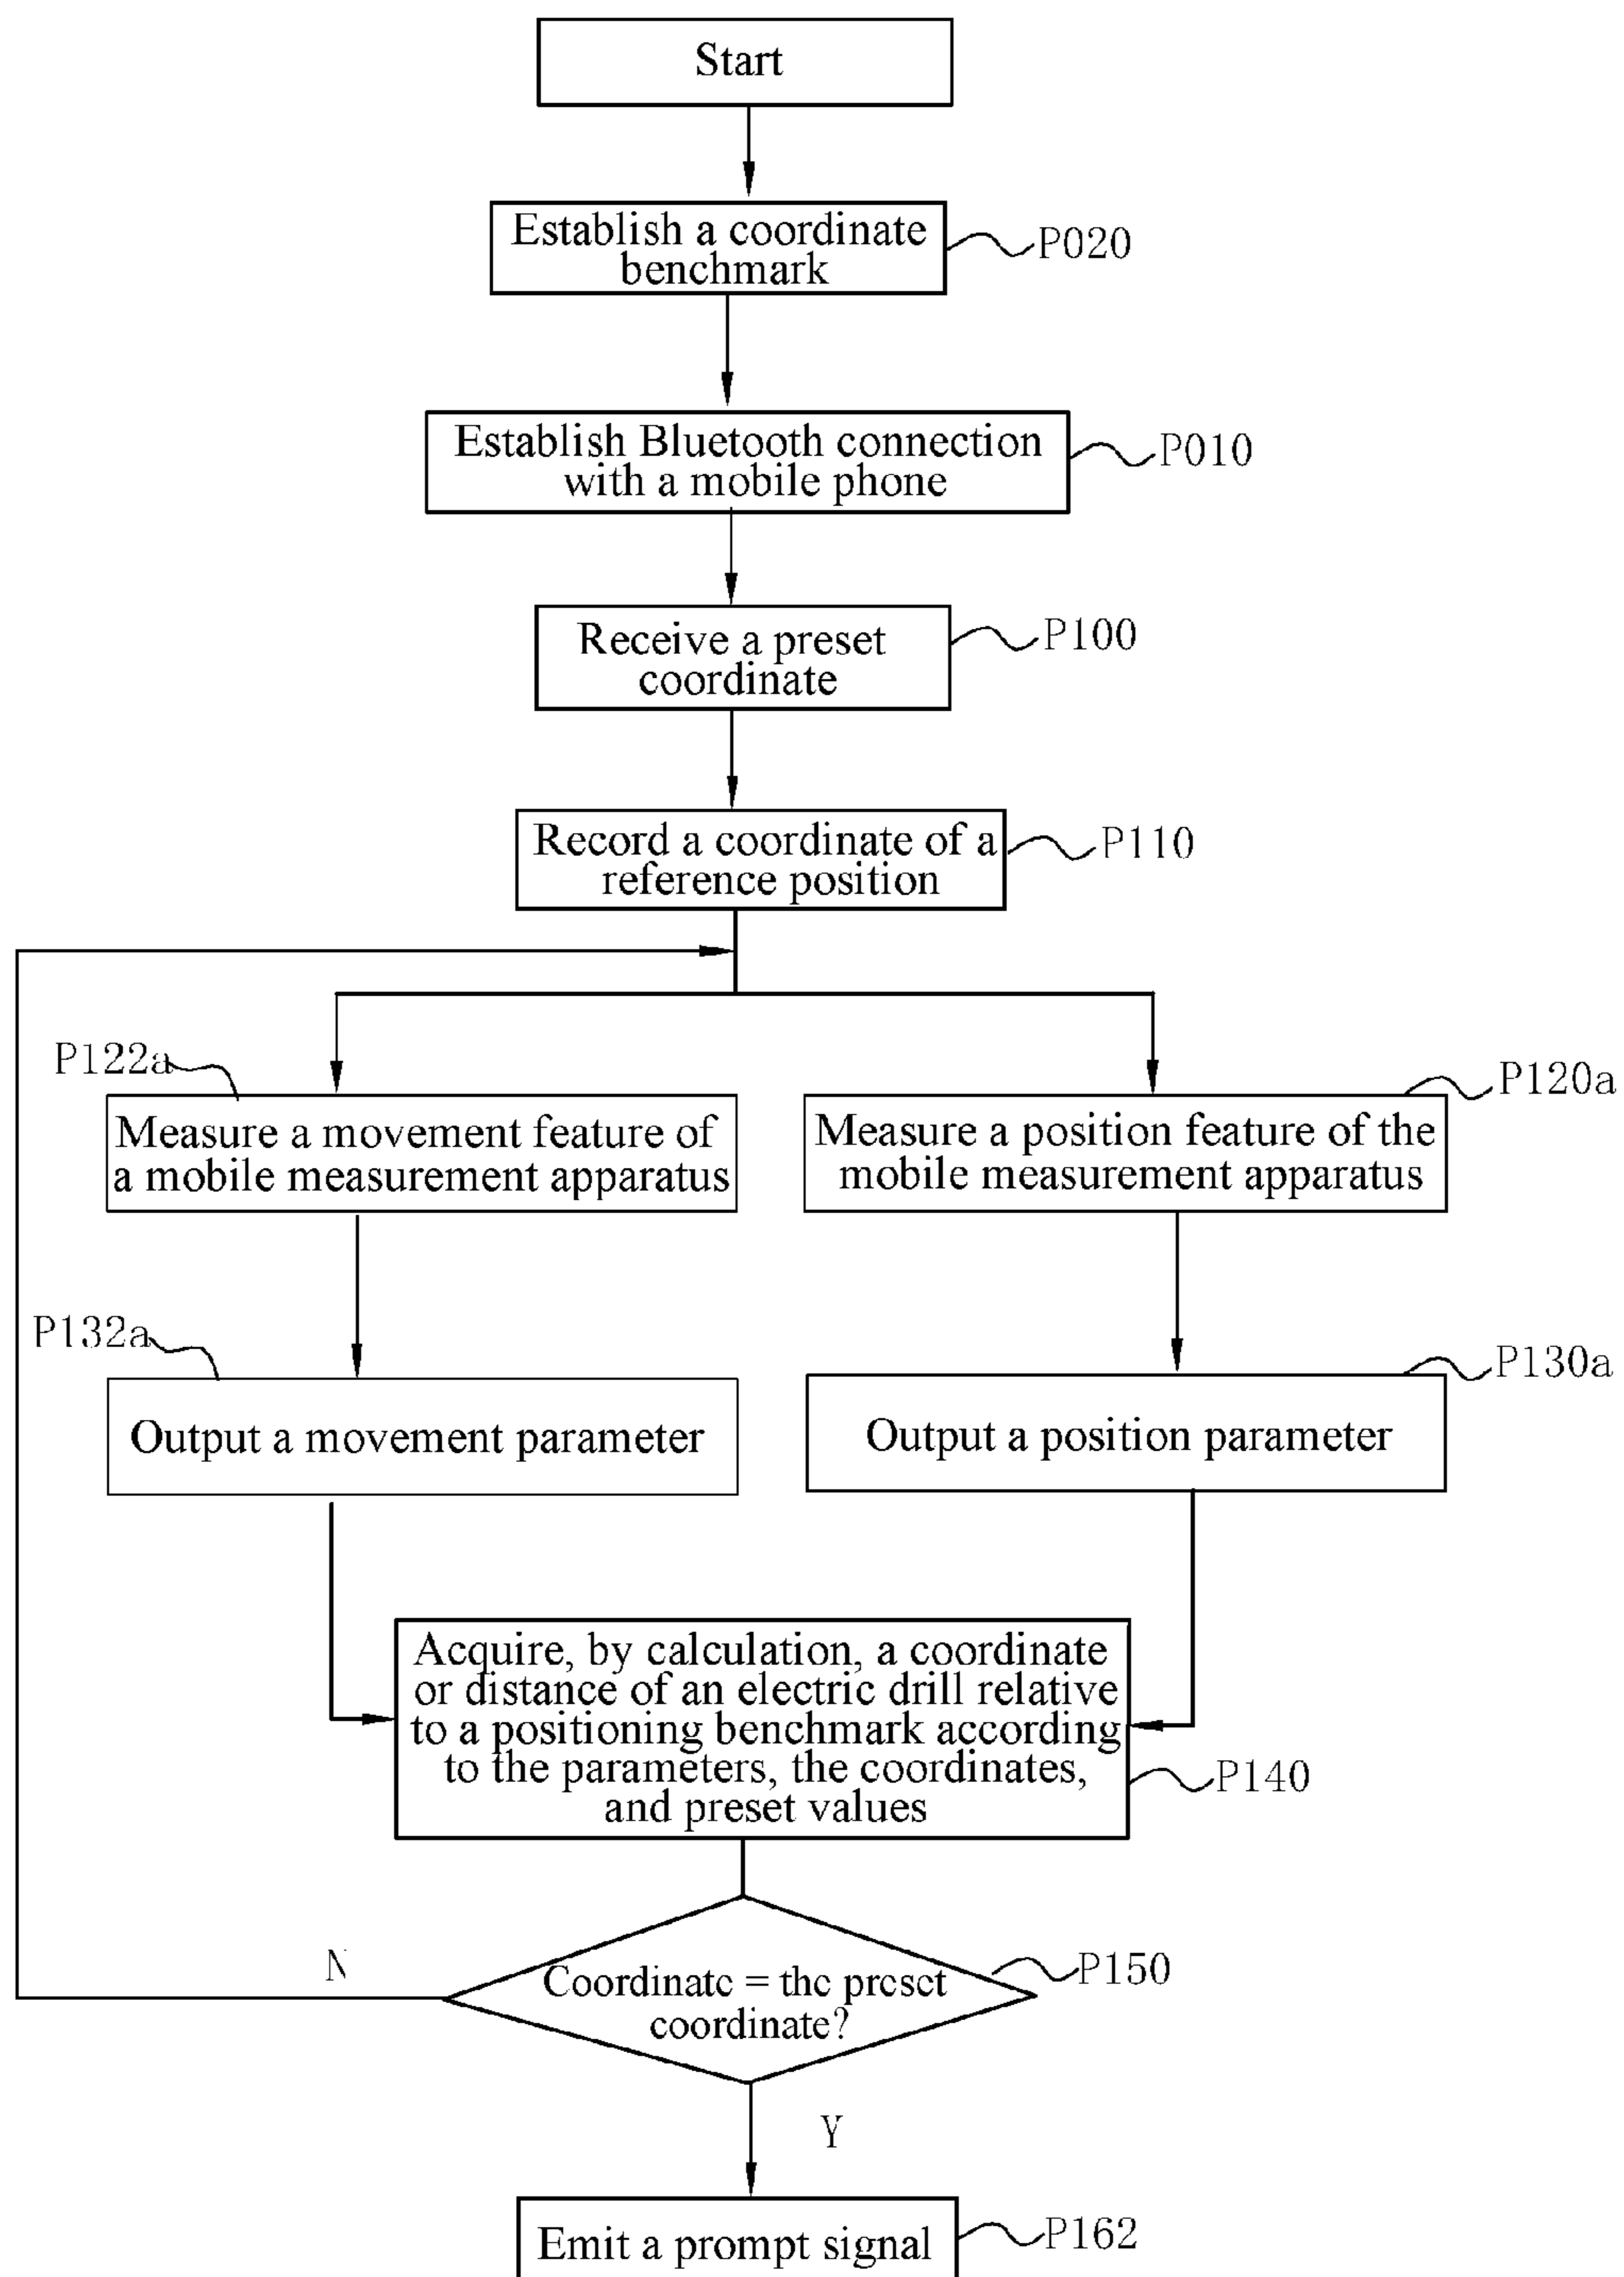 Start
Establish a coordinate
benchmark
P020
Establish Bluetooth connection
with a mobile phone
P010
Receive a preset
coordinate
P100
Record a coordinate of a
reference position
P110
P122a
Measure a movement feature of
a mobile measurement apparatus
P120a
Measure a position feature of the
mobile measurement apparatus
P132a
Output a movement parameter
P130a
Output a position parameter
Acquire, by calculation, a coordinate
or distance of an electric drill relative
to a positioning benchmark according
to the parameters, the coordinates,
and preset values
P140
N
Coordinate = the preset
coordinate?
P150
Y
Emit a prompt signal
P162